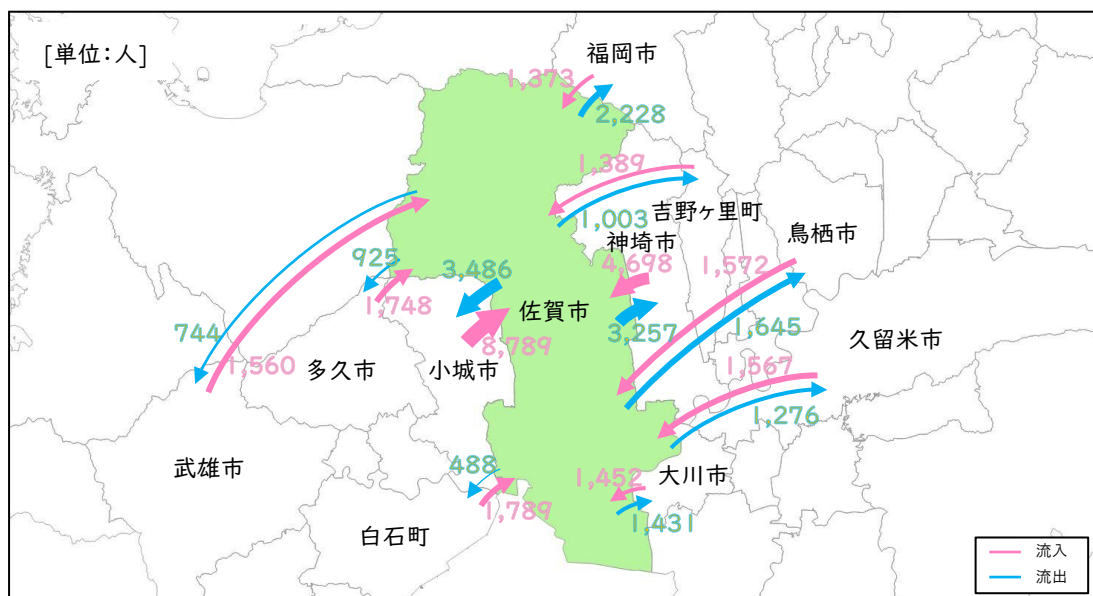 [単位:人]
福岡市
1,373
2,228
1,389
吉野ヶ里町
1,003
神埼市
鳥栖市
925
3,486
4,698
1,572
1,748
佐賀市
744
3,257
1,645
久留米市
8,789
1,560
多久市
小城市
1,567
1,276
武雄市
488
1,452
大川市
1,789
1,431
白石町
流入
流出